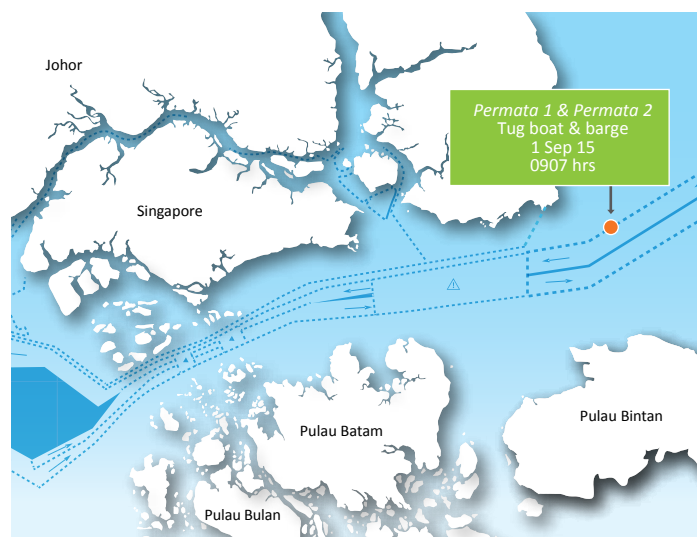 Johor
Permata 1 & Permata 2
Tug boat & barge
1 Sep 15
0907 hrs
Singapore
Pulau Batam
Pulau Bintan
Pulau Bulan